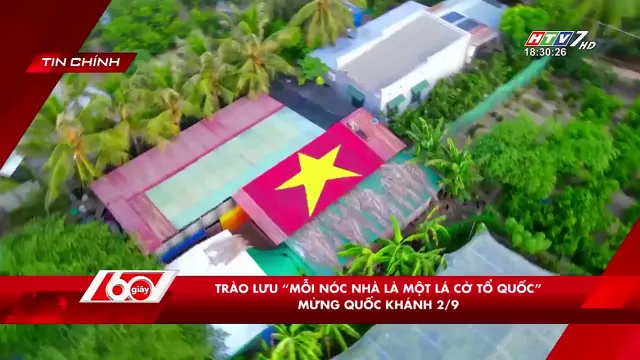 TIN CHÍNH
HTV7 HD
18:30:26
60 giây
TRÀO LƯU “MỖI NÓC NHÀ LÀ MỘT LÁ CỜ TỔ QUỐC”
MỪNG QUỐC KHÁNH 2/9